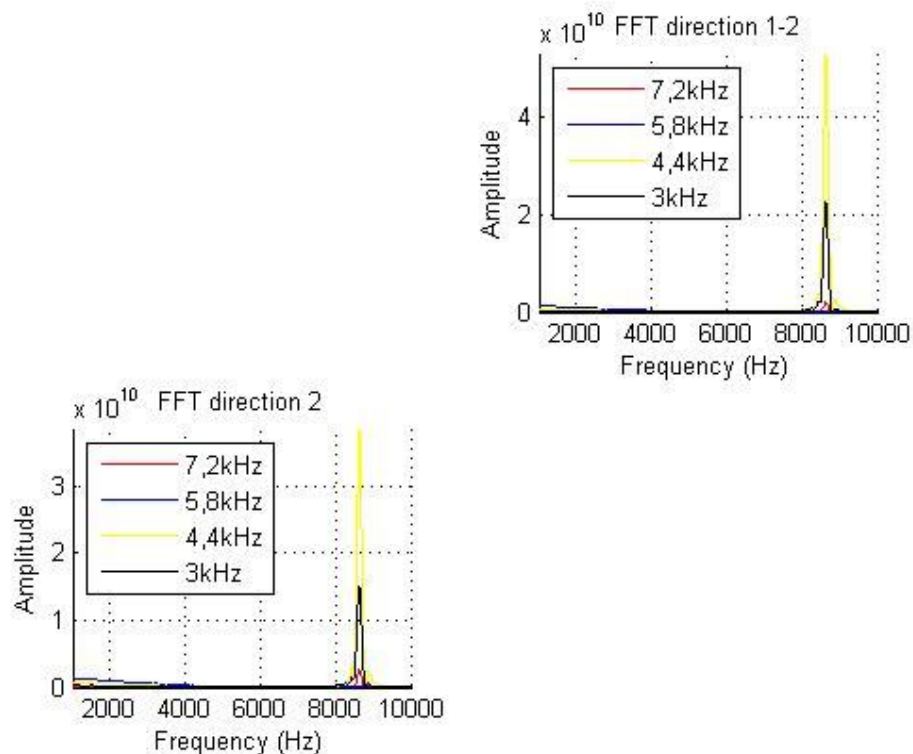 x 10^10 FFT direction 1-2
7,2kHz
5,8kHz
4,4kHz
3kHz
4
2
0
Amplitude
2000 4000 6000 8000 10000
Frequency (Hz)
x 10^10 FFT direction 2
7,2kHz
5,8kHz
4,4kHz
3kHz
3
2
1
0
Amplitude
2000 4000 6000 8000 10000
Frequency (Hz)